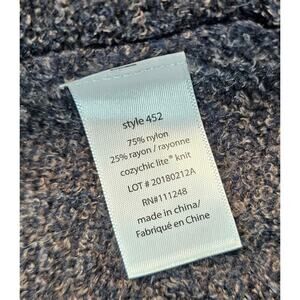 style 452
75% nylon
25% rayon / rayonne
cozychic lite® knit
LOT # 20180212A
RN#111248
made in china/
Fabriqué en Chine